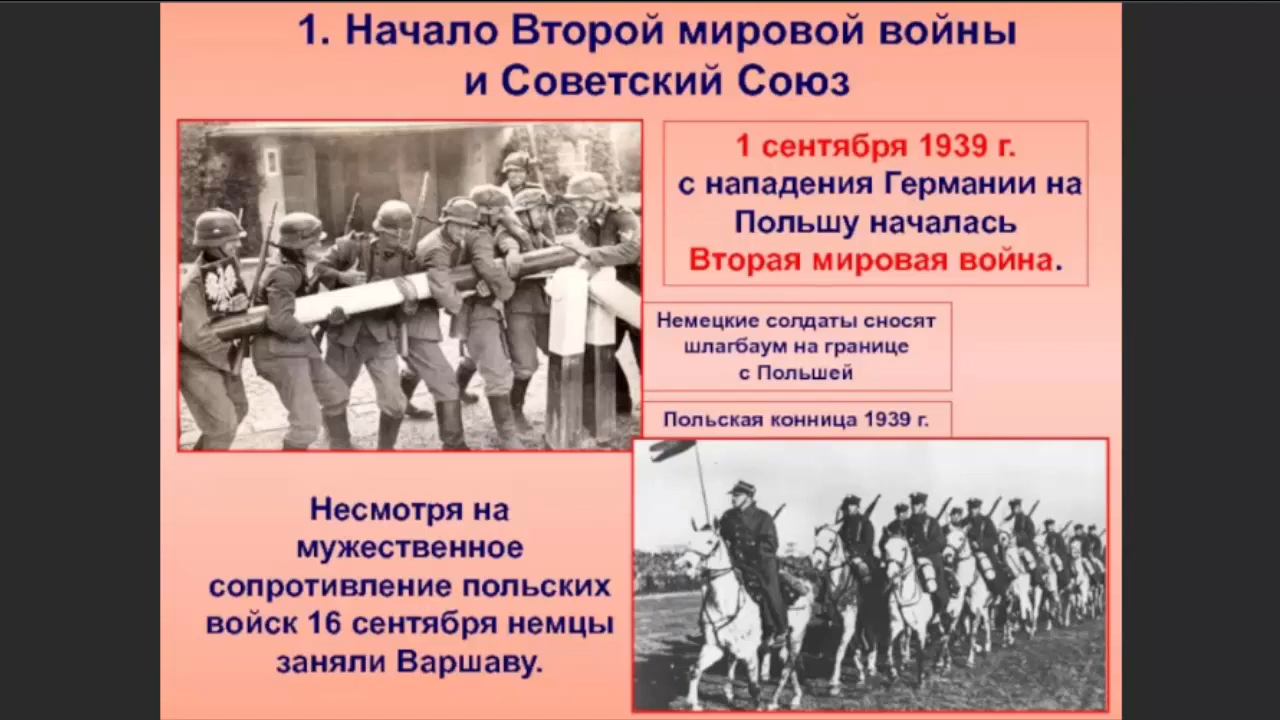 1. Начало Второй мировой войны
и Советский Союз
1 сентября 1939 г.
с нападения Германии на
Польшу началась
Вторая мировая война.
Немецкие солдаты сносят
шлагбаум на границе
с Польшей
Польская конница 1939 г.
Несмотря на
мужественное
сопротивление польских
войск 16 сентября немцы
заняли Варшаву.